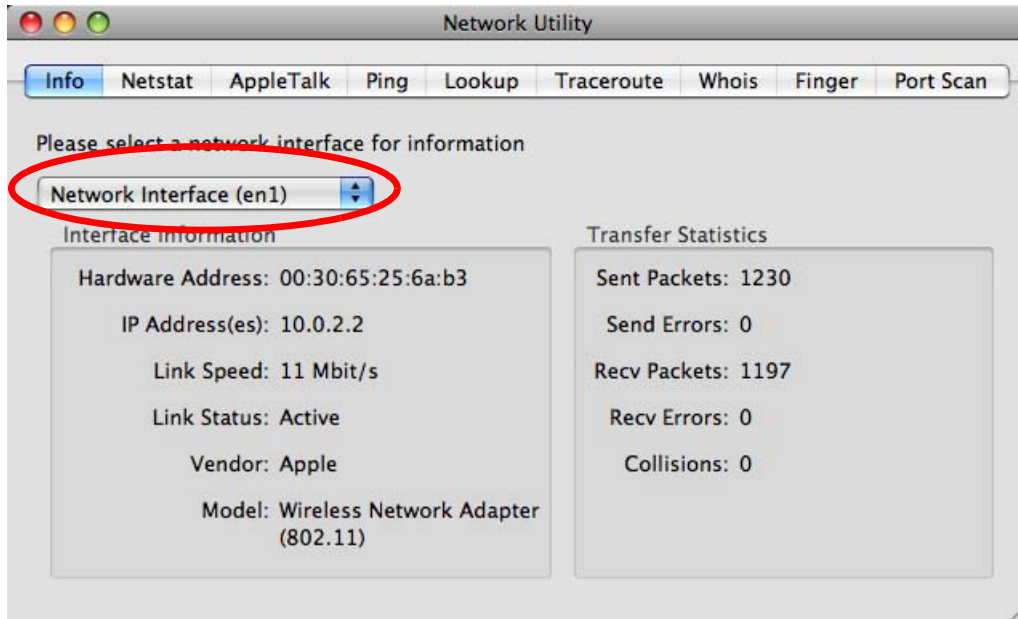 Network Utility
Info Netstat AppleTalk Ping Lookup Traceroute Whois Finger Port Scan
Please select a network interface for information
Network Interface (en1)
Interface Information
Hardware Address: 00:30:65:25:6a:b3
IP Address(es): 10.0.2.2
Link Speed: 11 Mbit/s
Link Status: Active
Vendor: Apple
Model: Wireless Network Adapter
(802.11)
Transfer Statistics
Sent Packets: 1230
Send Errors: 0
Recv Packets: 1197
Recv Errors: 0
Collisions: 0